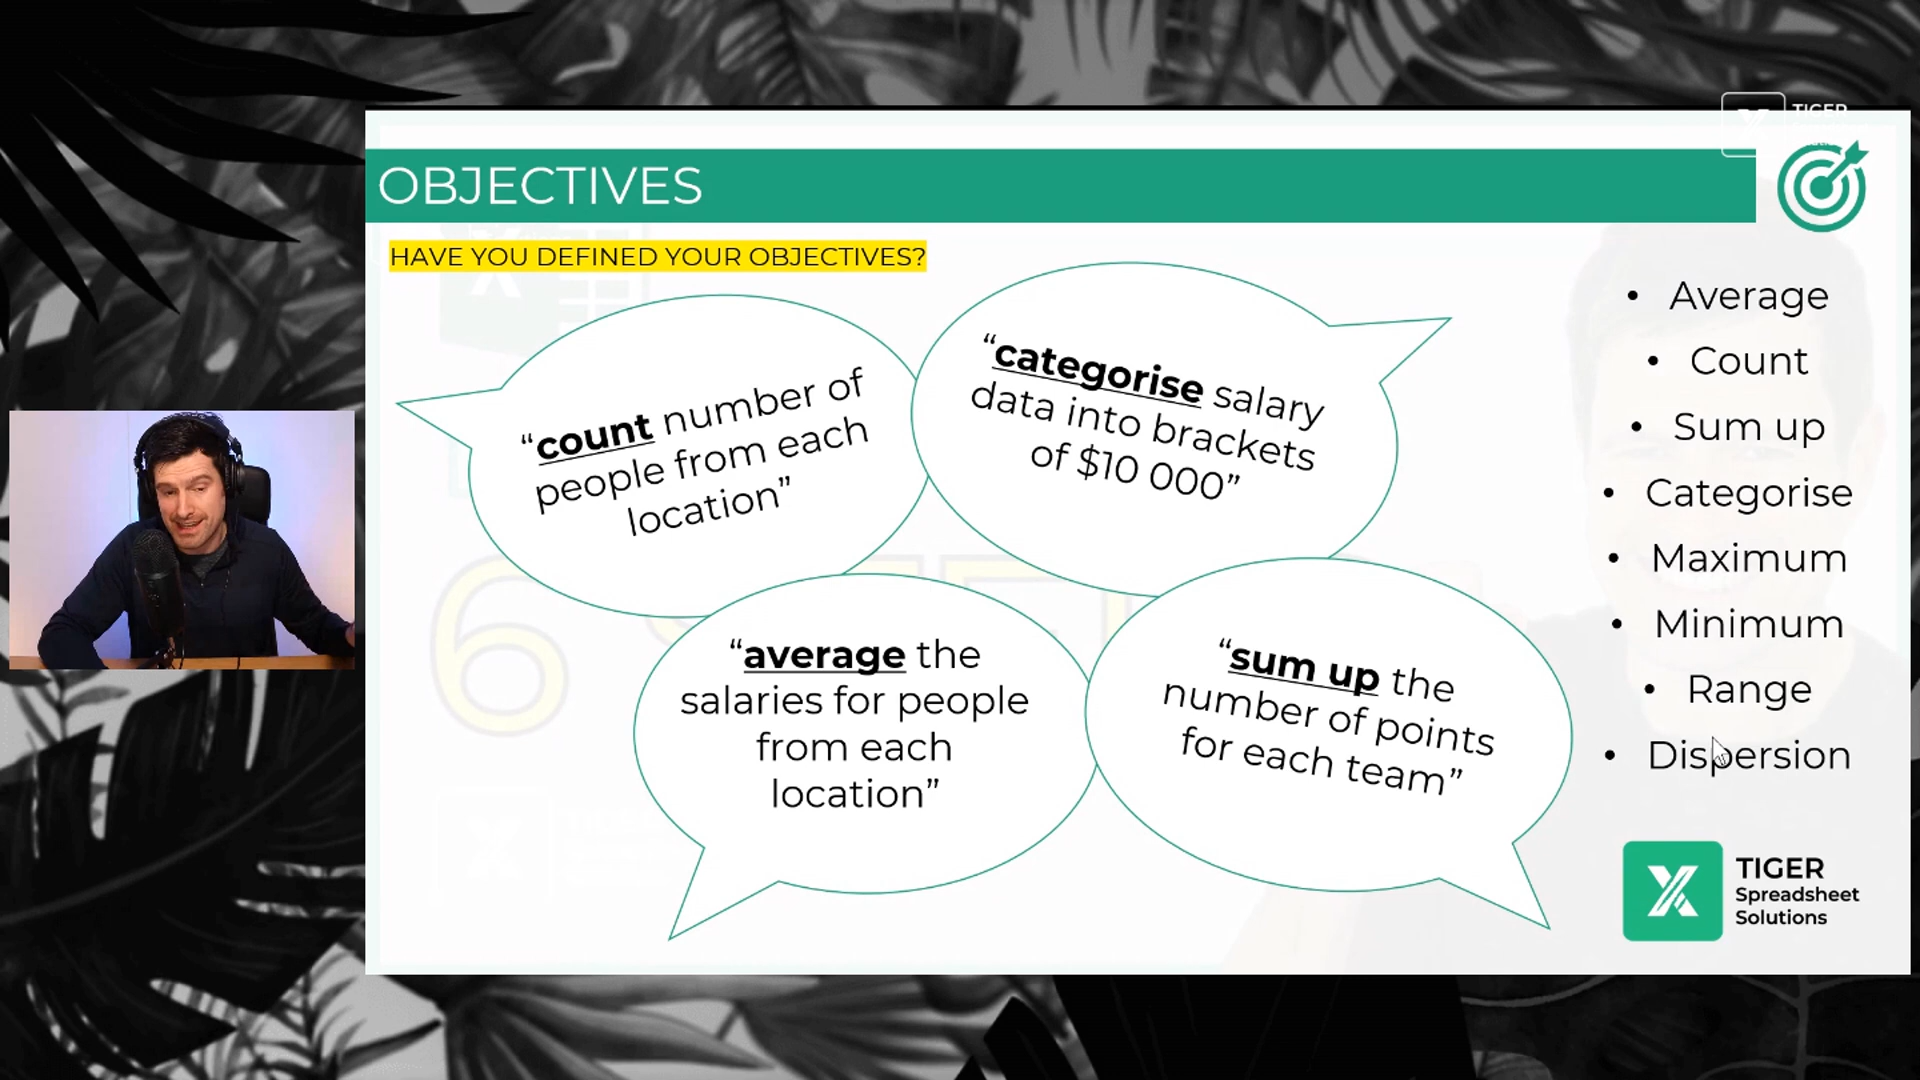 TIGER
OBJECTIVES
HAVE YOU DEFINED YOUR OBJECTIVES?
“count number of
people from each
location”
“categorise salary
data into brackets
of $10 000”
“average the
salaries for people
from each
location”
“sum up the
number of points
for each team”
• Average
• Count
• Sum up
• Categorise
• Maximum
• Minimum
• Range
• Dispersion
TIGER
Spreadsheet
Solutions